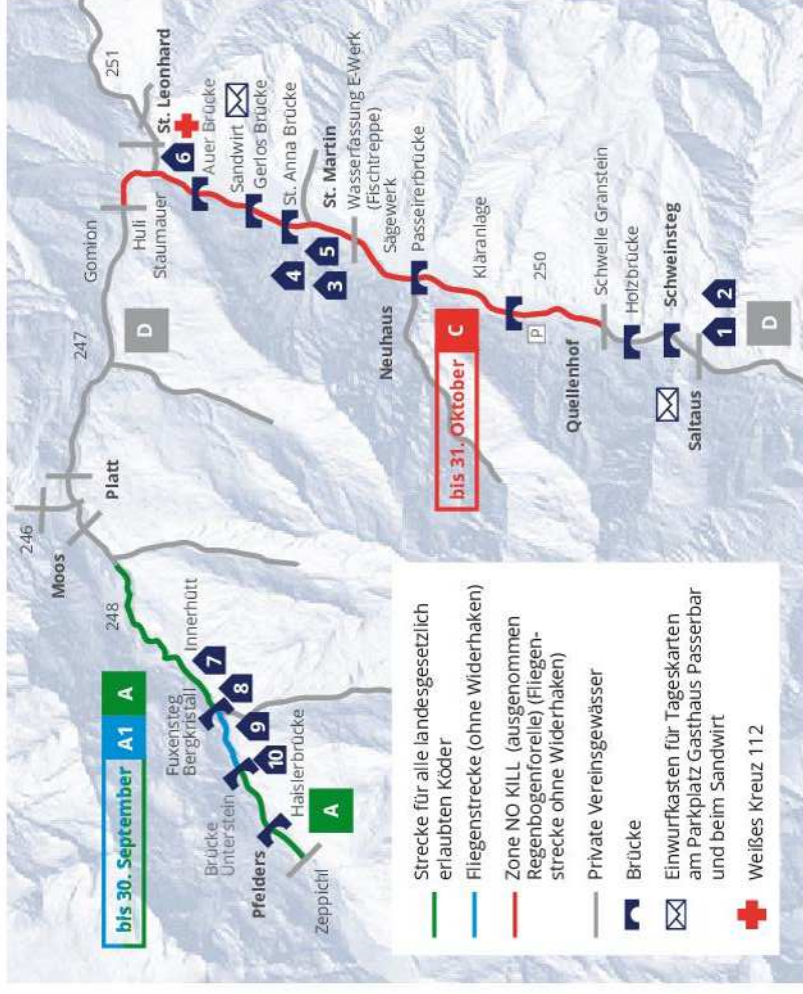 246
Moos
Platt
247
Gomion
Huli
Staumauer
251
St. Leonhard
6
Auer Brücke
Sandwirt
Gerlos Brücke
St. Anna Brücke
4
3
5
St. Martin
Wasserfassung E-Werk
(Fischtreppe)
Sägewerk
Passeirerbrücke
Neuhaus
Kläranlage
250
P
Quellenhof
Schwelle Granstein
Holzbrücke
Schweinsteg
Saltaus
1
2
D
D
bis 31. Oktober
C
bis 30. September
A1
A
248
Innerhütt
7
Fuxensteg
Bergkristall
8
9
10
Brücke
Unterstein
Haislerbrücke
Pfelders
A
Zeppichl
Strecke für alle landesgesetzlich
erlaubten Köder
Fliegenstrecke (ohne Widerhaken)
Zone NO KILL (ausgenommen
Regenbogenforelle) (Fliegen-
strecke ohne Widerhaken)
Private Vereinsgewässer
Brücke
Einwurfkasten für Tageskarten
am Parkplatz Gasthaus Passerbar
und beim Sandwirt
Weißes Kreuz 112